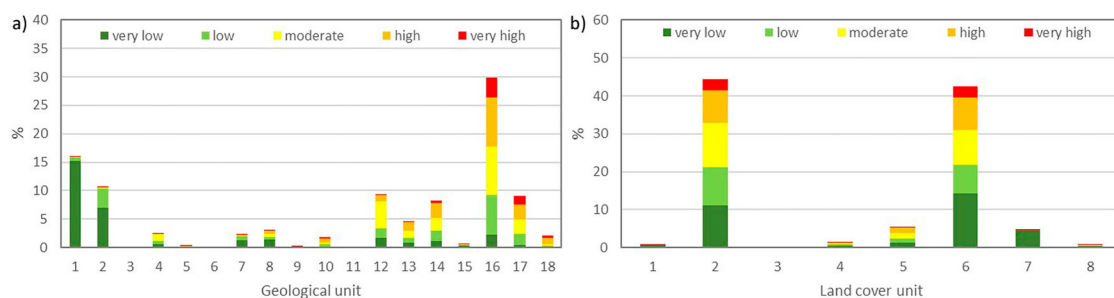 a)
40
35
30
25
20
15
10
5
0
%
very low low moderate high very high
1 2 3 4 5 6 7 8 9 10 11 12 13 14 15 16 17 18
Geological unit
b)
60
50
40
30
20
10
0
%
very low low moderate high very high
1 2 3 4 5 6 7 8
Land cover unit